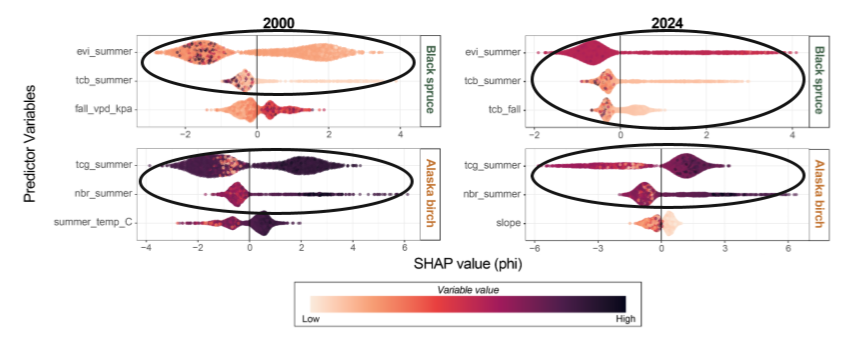 2000
2024
Predictor Variables
evi_summer
tcb_summer
fall_vpd_kpa
−2
0
2
4
Black spruce
evi_summer
tcb_summer
tcb_fall
−2
0
2
4
Black spruce
tcg_summer
nbr_summer
summer_temp_C
−4
−2
0
2
4
6
Alaska birch
tcg_summer
nbr_summer
slope
−6
−3
0
3
6
Alaska birch
SHAP value (phi)
Variable value
Low
High